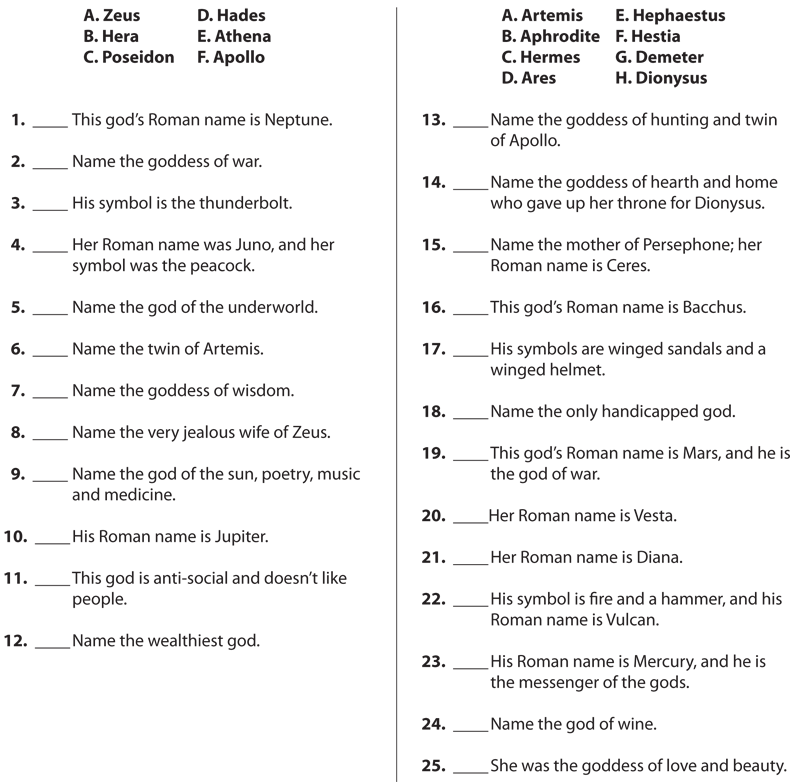 A. Zeus D. Hades
B. Hera E. Athena
C. Poseidon F. Apollo
1. ____ This god’s Roman name is Neptune.
2. ____ Name the goddess of war.
3. ____ His symbol is the thunderbolt.
4. ____ Her Roman name was Juno, and her
symbol was the peacock.
5. ____ Name the god of the underworld.
6. ____ Name the twin of Artemis.
7. ____ Name the goddess of wisdom.
8. ____ Name the very jealous wife of Zeus.
9. ____ Name the god of the sun, poetry, music
and medicine.
10. ____ His Roman name is Jupiter.
11. ____ This god is anti-social and doesn’t like
people.
12. ____ Name the wealthiest god.
A. Artemis E. Hephaestus
B. Aphrodite F. Hestia
C. Hermes G. Demeter
D. Ares H. Dionysus
13. ____ Name the goddess of hunting and twin
of Apollo.
14. ____ Name the goddess of hearth and home
who gave up her throne for Dionysus.
15. ____ Name the mother of Persephone; her
Roman name is Ceres.
16. ____ This god’s Roman name is Bacchus.
17. ____ His symbols are winged sandals and a
winged helmet.
18. ____ Name the only handicapped god.
19. ____ This god’s Roman name is Mars, and he is
the god of war.
20. ____ Her Roman name is Vesta.
21. ____ Her Roman name is Diana.
22. ____ His symbol is fire and a hammer, and his
Roman name is Vulcan.
23. ____ His Roman name is Mercury, and he is
the messenger of the gods.
24. ____ Name the god of wine.
25. ____ She was the goddess of love and beauty.